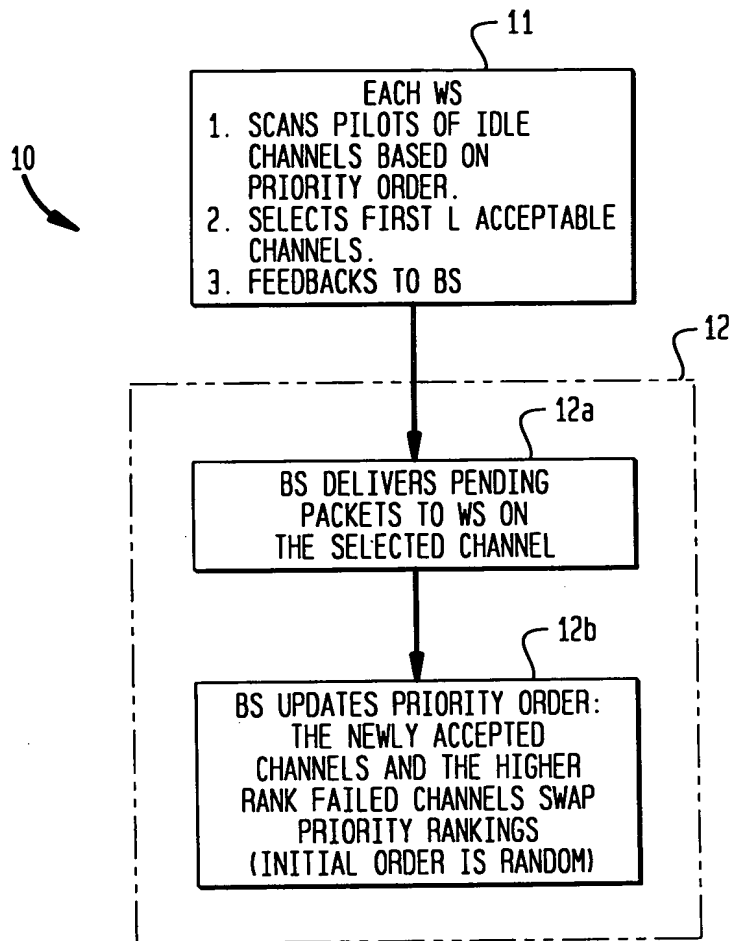 11
10
EACH WS
1. SCANS PILOTS OF IDLE
CHANNELS BASED ON
PRIORITY ORDER.
2. SELECTS FIRST L ACCEPTABLE
CHANNELS.
3. FEEDBACKS TO BS
12
12a
BS DELIVERS PENDING
PACKETS TO WS ON
THE SELECTED CHANNEL
12b
BS UPDATES PRIORITY ORDER:
THE NEWLY ACCEPTED
CHANNELS AND THE HIGHER
RANK FAILED CHANNELS SWAP
PRIORITY RANKINGS
(INITIAL ORDER IS RANDOM)